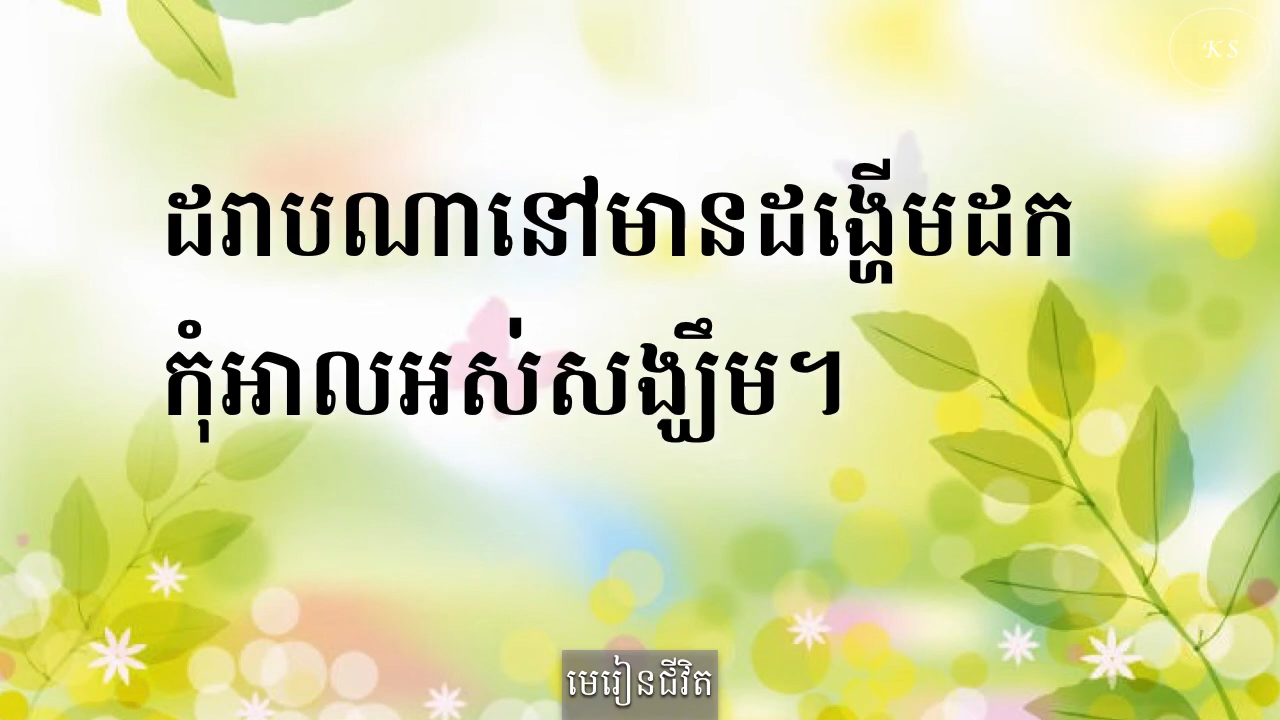 KS
ដរាបណានៅមានដង្ហើមដក
កុំអាលអស់សង្ឃឹម។
មេរៀនជីវិត